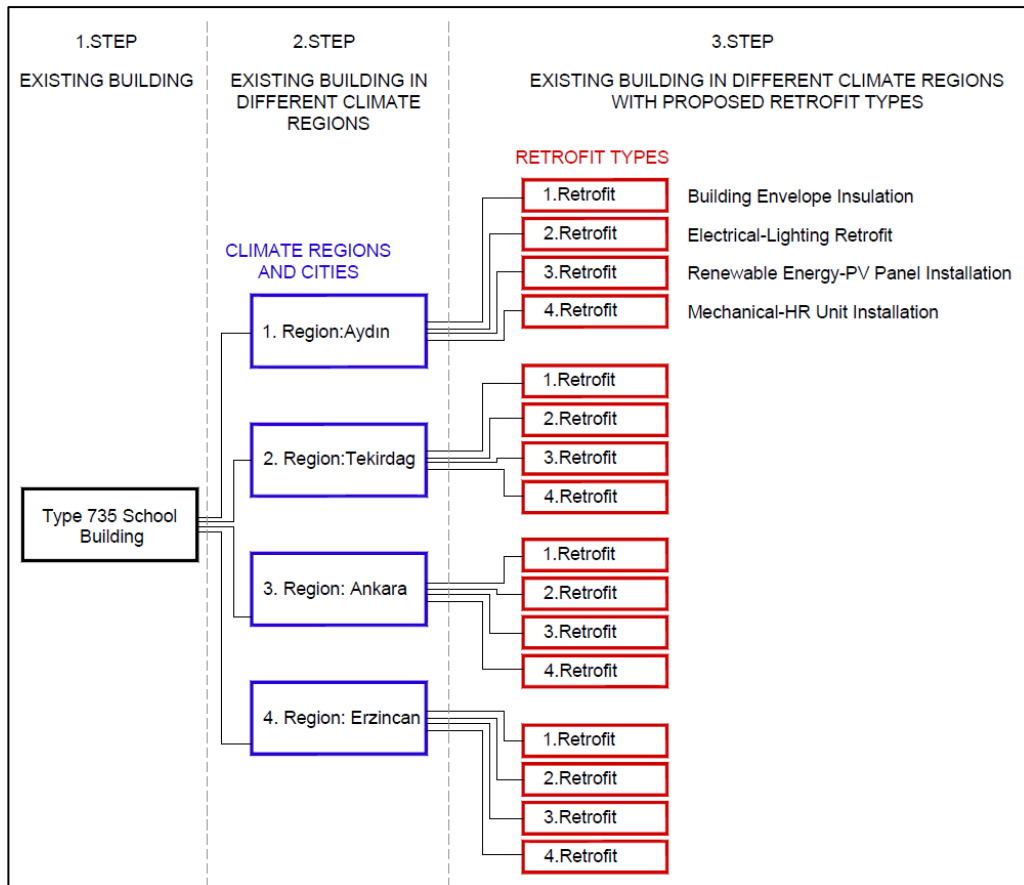 1.STEP
EXISTING BUILDING
2.STEP
EXISTING BUILDING IN
DIFFERENT CLIMATE
REGIONS
3.STEP
EXISTING BUILDING IN DIFFERENT CLIMATE REGIONS
WITH PROPOSED RETROFIT TYPES
Type 735 School
Building
CLIMATE REGIONS
AND CITIES
1. Region:Aydın
2. Region:Tekirdag
3. Region: Ankara
4. Region: Erzincan
RETROFIT TYPES
1.Retrofit
Building Envelope Insulation
2.Retrofit
Electrical-Lighting Retrofit
3.Retrofit
Renewable Energy-PV Panel Installation
4.Retrofit
Mechanical-HR Unit Installation
1.Retrofit
2.Retrofit
3.Retrofit
4.Retrofit
1.Retrofit
2.Retrofit
3.Retrofit
4.Retrofit
1.Retrofit
2.Retrofit
3.Retrofit
4.Retrofit